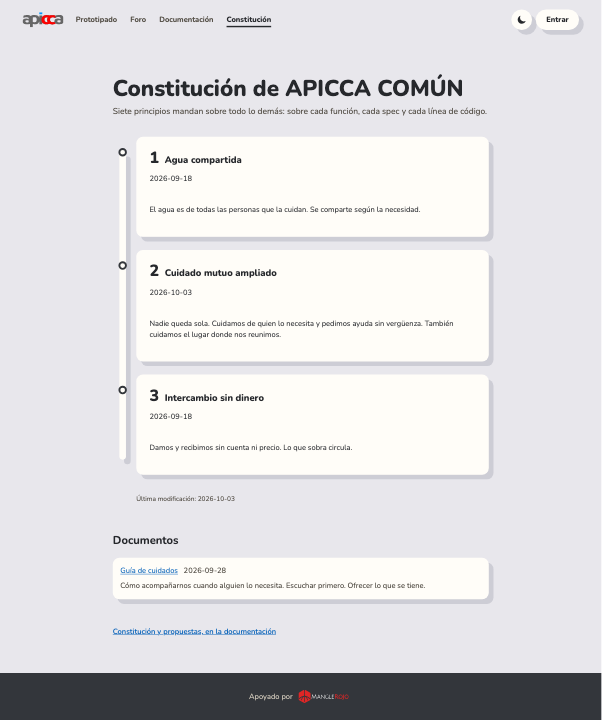 apicca Prototipado Foro Documentación Constitución Entrar
Constitución de APICCA COMÚN
Siete principios mandan sobre todo lo demás: sobre cada función, cada spec y cada línea de código.
1 Agua compartida
2026-09-18
El agua es de todas las personas que la cuidan. Se comparte según la necesidad.
2 Cuidado mutuo ampliado
2026-10-03
Nadie queda sola. Cuidamos de quien lo necesita y pedimos ayuda sin vergüenza. También
cuidamos el lugar donde nos reunimos.
3 Intercambio sin dinero
2026-09-18
Damos y recibimos sin cuenta ni precio. Lo que sobra circula.
Última modificación: 2026-10-03
Documentos
Guía de cuidados 2026-09-28
Cómo acompañarnos cuando alguien lo necesita. Escuchar primero. Ofrecer lo que se tiene.
Constitución y propuestas, en la documentación
Apoyado por MANGLEROJO